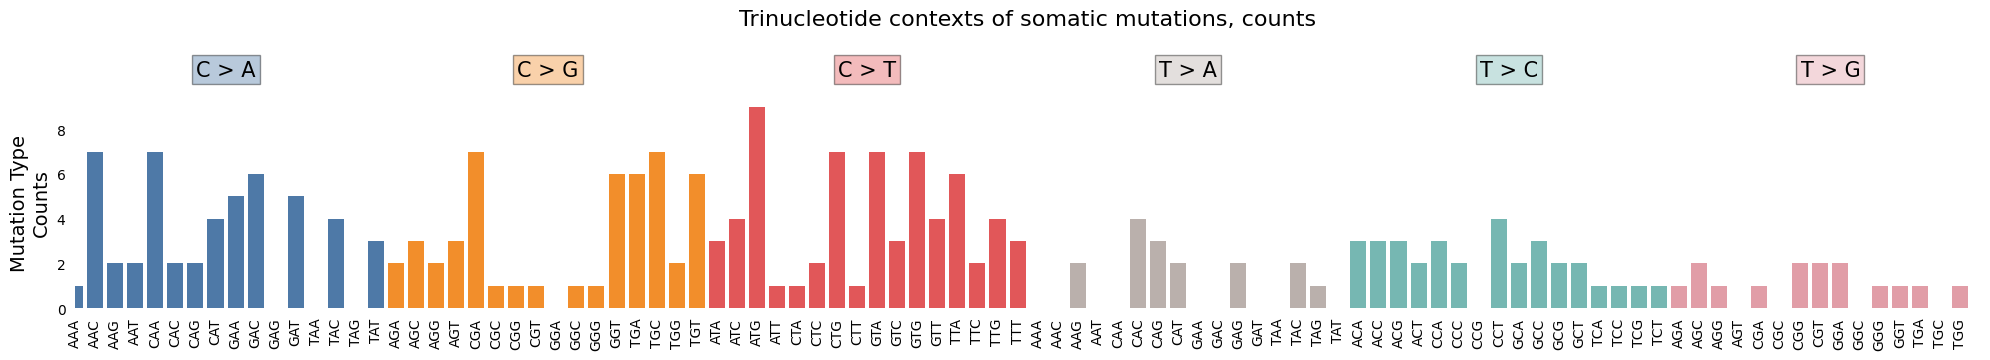 Trinucleotide contexts of somatic mutations, counts
C > A C > G C > T T > A T > C T > G
Mutation Type
Counts
8
6
4
2
0
AAA AAC AAG AAT CAA CAC CAG CAT GAA GAC GAG GAT TAA TAC TAG TAT AGA AGC AGG AGT CGA CGC CGG CGT GGA GGC GGG GGT TGA TGC TGG TGT ATA ATC ATG ATT CTA CTC CTG CTT GTA GTC GTG GTT TTA TTC TTG TTT AAA AAC AAG AAT CAA CAC CAG CAT GAA GAC GAG GAT TAA TAC TAG TAT ACA ACC ACG ACT CCA CCC CCG CCT GCA GCC GCG GCT TCA TCC TCG TCT AGA AGC AGG AGT CGA CGC CGG CGT GGA GGC GGG GGT TGA TGC TGG